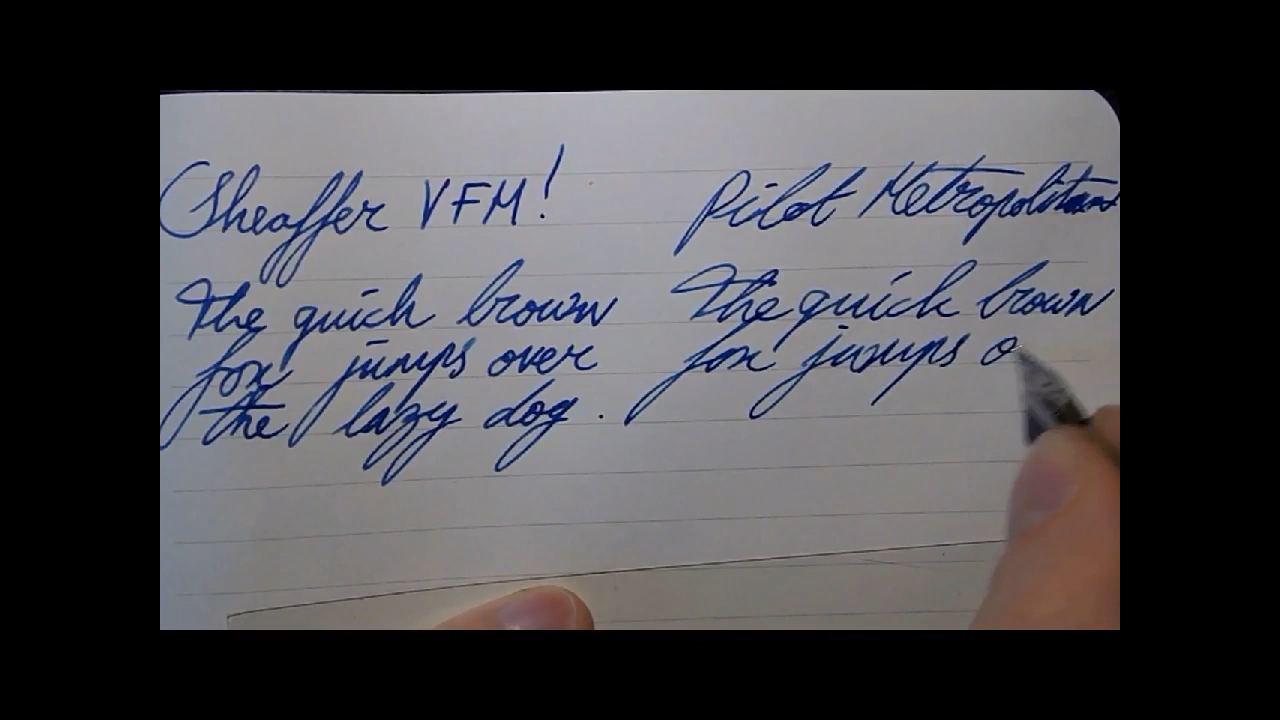 Sheaffer VFM!
The quick brown
fox jumps over
the lazy dog.
Pilot Metropolitan
The quick brown
fox jumps o